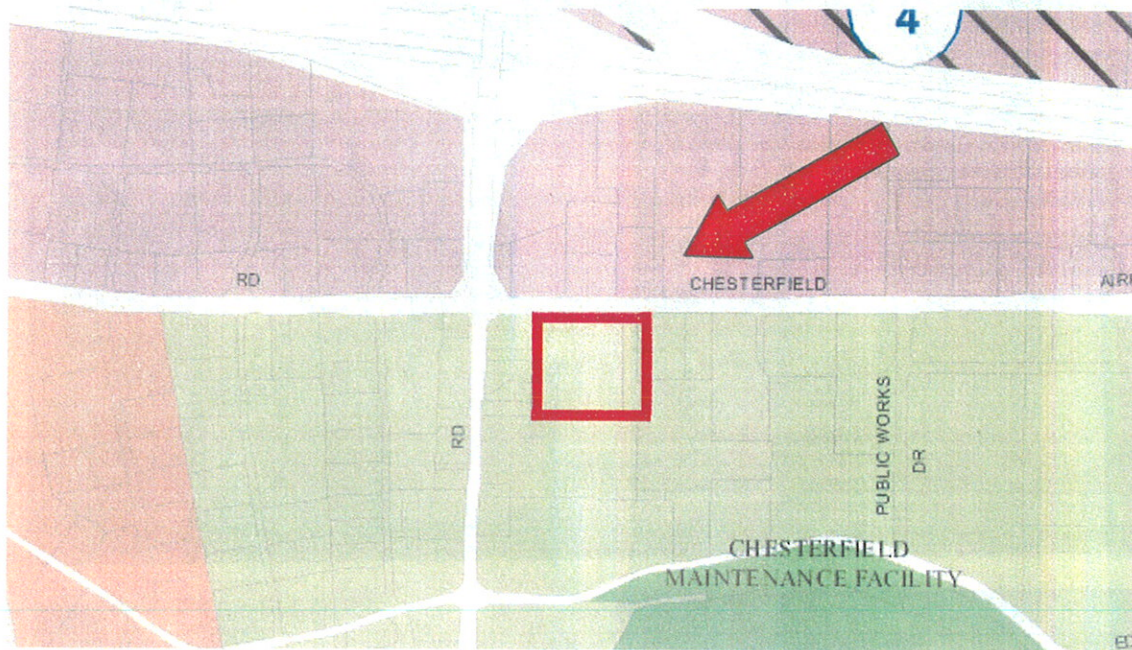 4
RD
CHESTERFIELD
RD
PUBLIC WORKS
DR
CHESTERFIELD
MAINTENANCE FACILITY